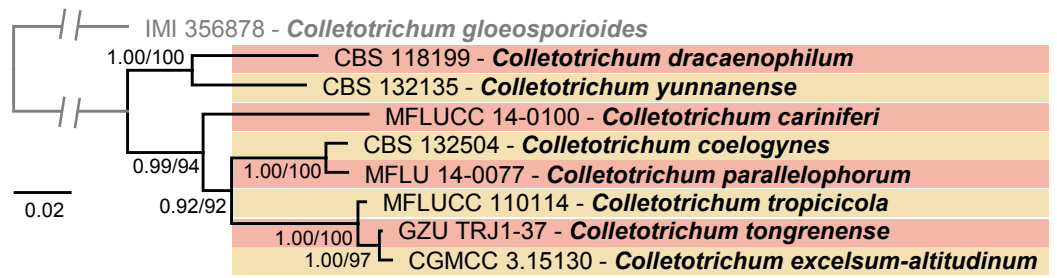 IMI 356878 - Colletotrichum gloeosporioides
1.00/100
CBS 118199 - Colletotrichum dracaenophilum
CBS 132135 - Colletotrichum yunnanense
MFLUCC 14-0100 - Colletotrichum cariniferi
CBS 132504 - Colletotrichum coelogynes
0.99/94
1.00/100
MFLU 14-0077 - Colletotrichum parallelophorum
0.02
0.92/92
MFLUCC 110114 - Colletotrichum tropicicola
1.00/100
GZU TRJ1-37 - Colletotrichum tongrenense
1.00/97
CGMCC 3.15130 - Colletotrichum excelsum-altitudinum